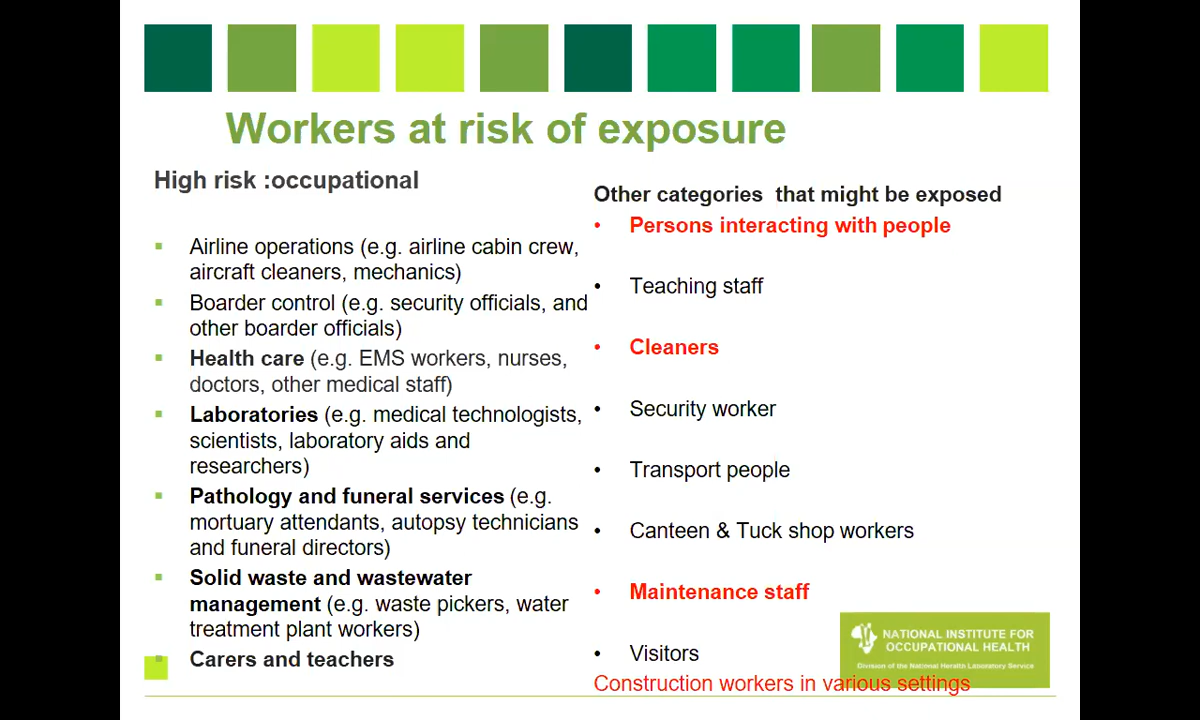 Workers at risk of exposure
High risk :occupational
Airline operations (e.g. airline cabin crew,
aircraft cleaners, mechanics)
Boarder control (e.g. security officials, and
other boarder officials)
Health care (e.g. EMS workers, nurses,
doctors, other medical staff)
Laboratories (e.g. medical technologists,
scientists, laboratory aids and
researchers)
Pathology and funeral services (e.g.
mortuary attendants, autopsy technicians
and funeral directors)
Solid waste and wastewater
management (e.g. waste pickers, water
treatment plant workers)
Carers and teachers
Other categories that might be exposed
• Persons interacting with people
• Teaching staff
• Cleaners
• Security worker
• Transport people
• Canteen & Tuck shop workers
• Maintenance staff
• Visitors
Construction workers in various settings
NATIONAL INSTITUTE FOR
OCCUPATIONAL HEALTH
Division of the National Health Laboratory Service